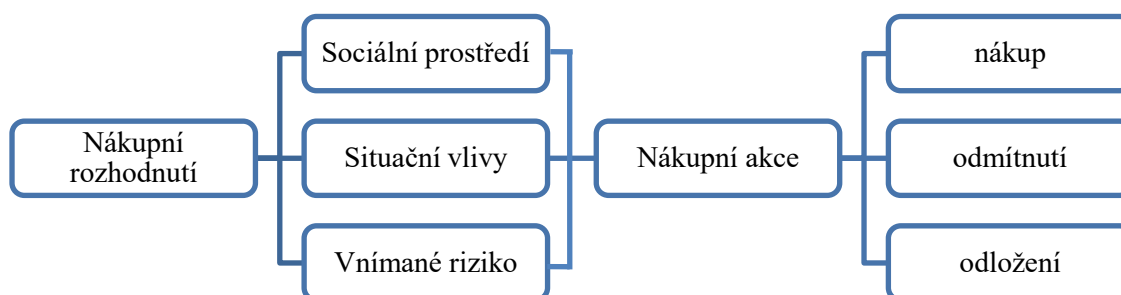 Nákupní
rozhodnutí
Sociální prostředí
Situační vlivy
Vnímané riziko
Nákupní akce
nákup
odmítnutí
odložení